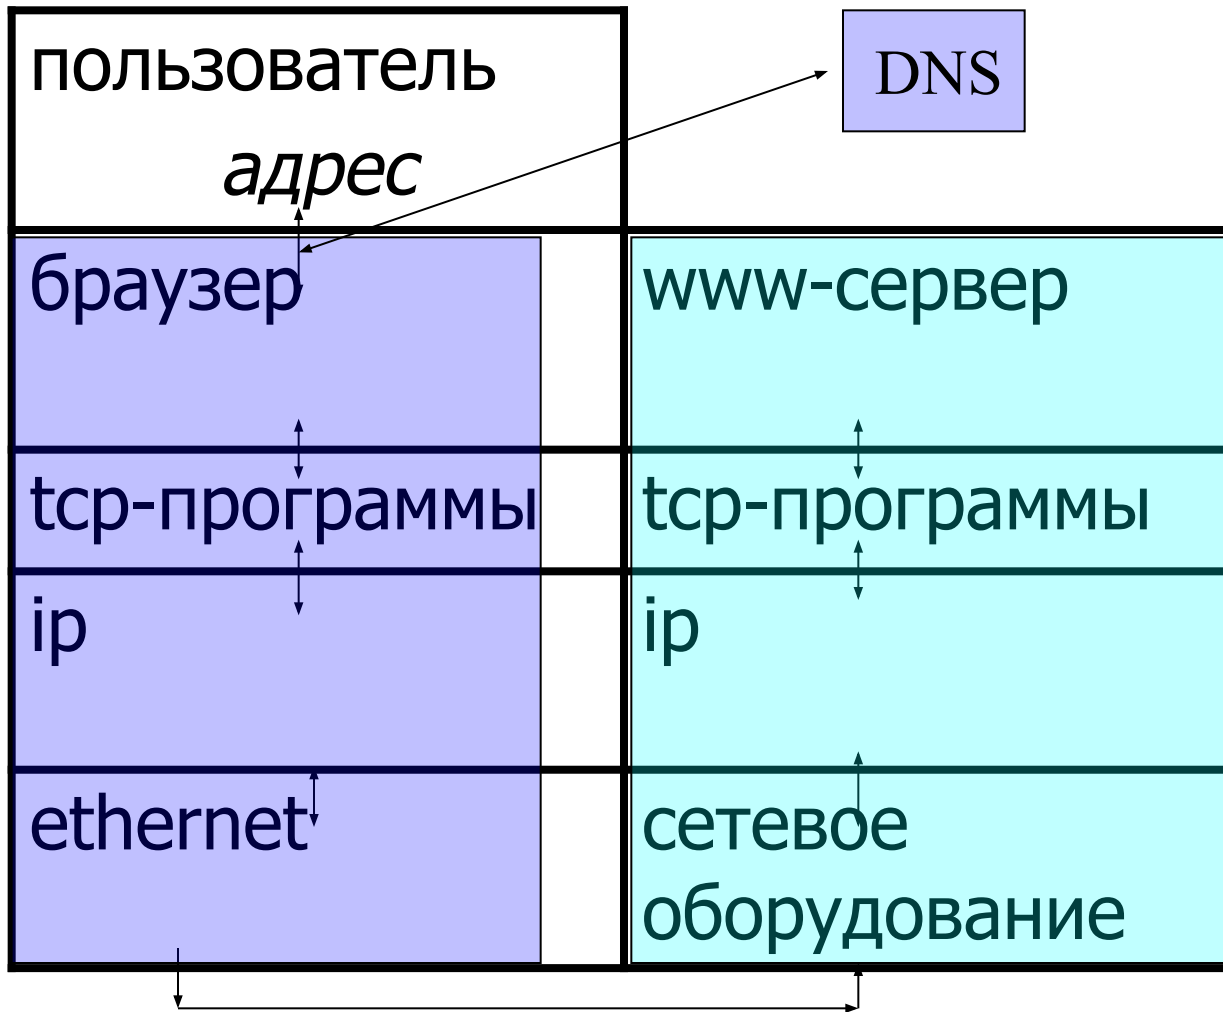 пользователь
адрес
DNS
браузер
www-сервер
tcp-программы
tcp-программы
ip
ip
ethernet
сетевое
оборудование